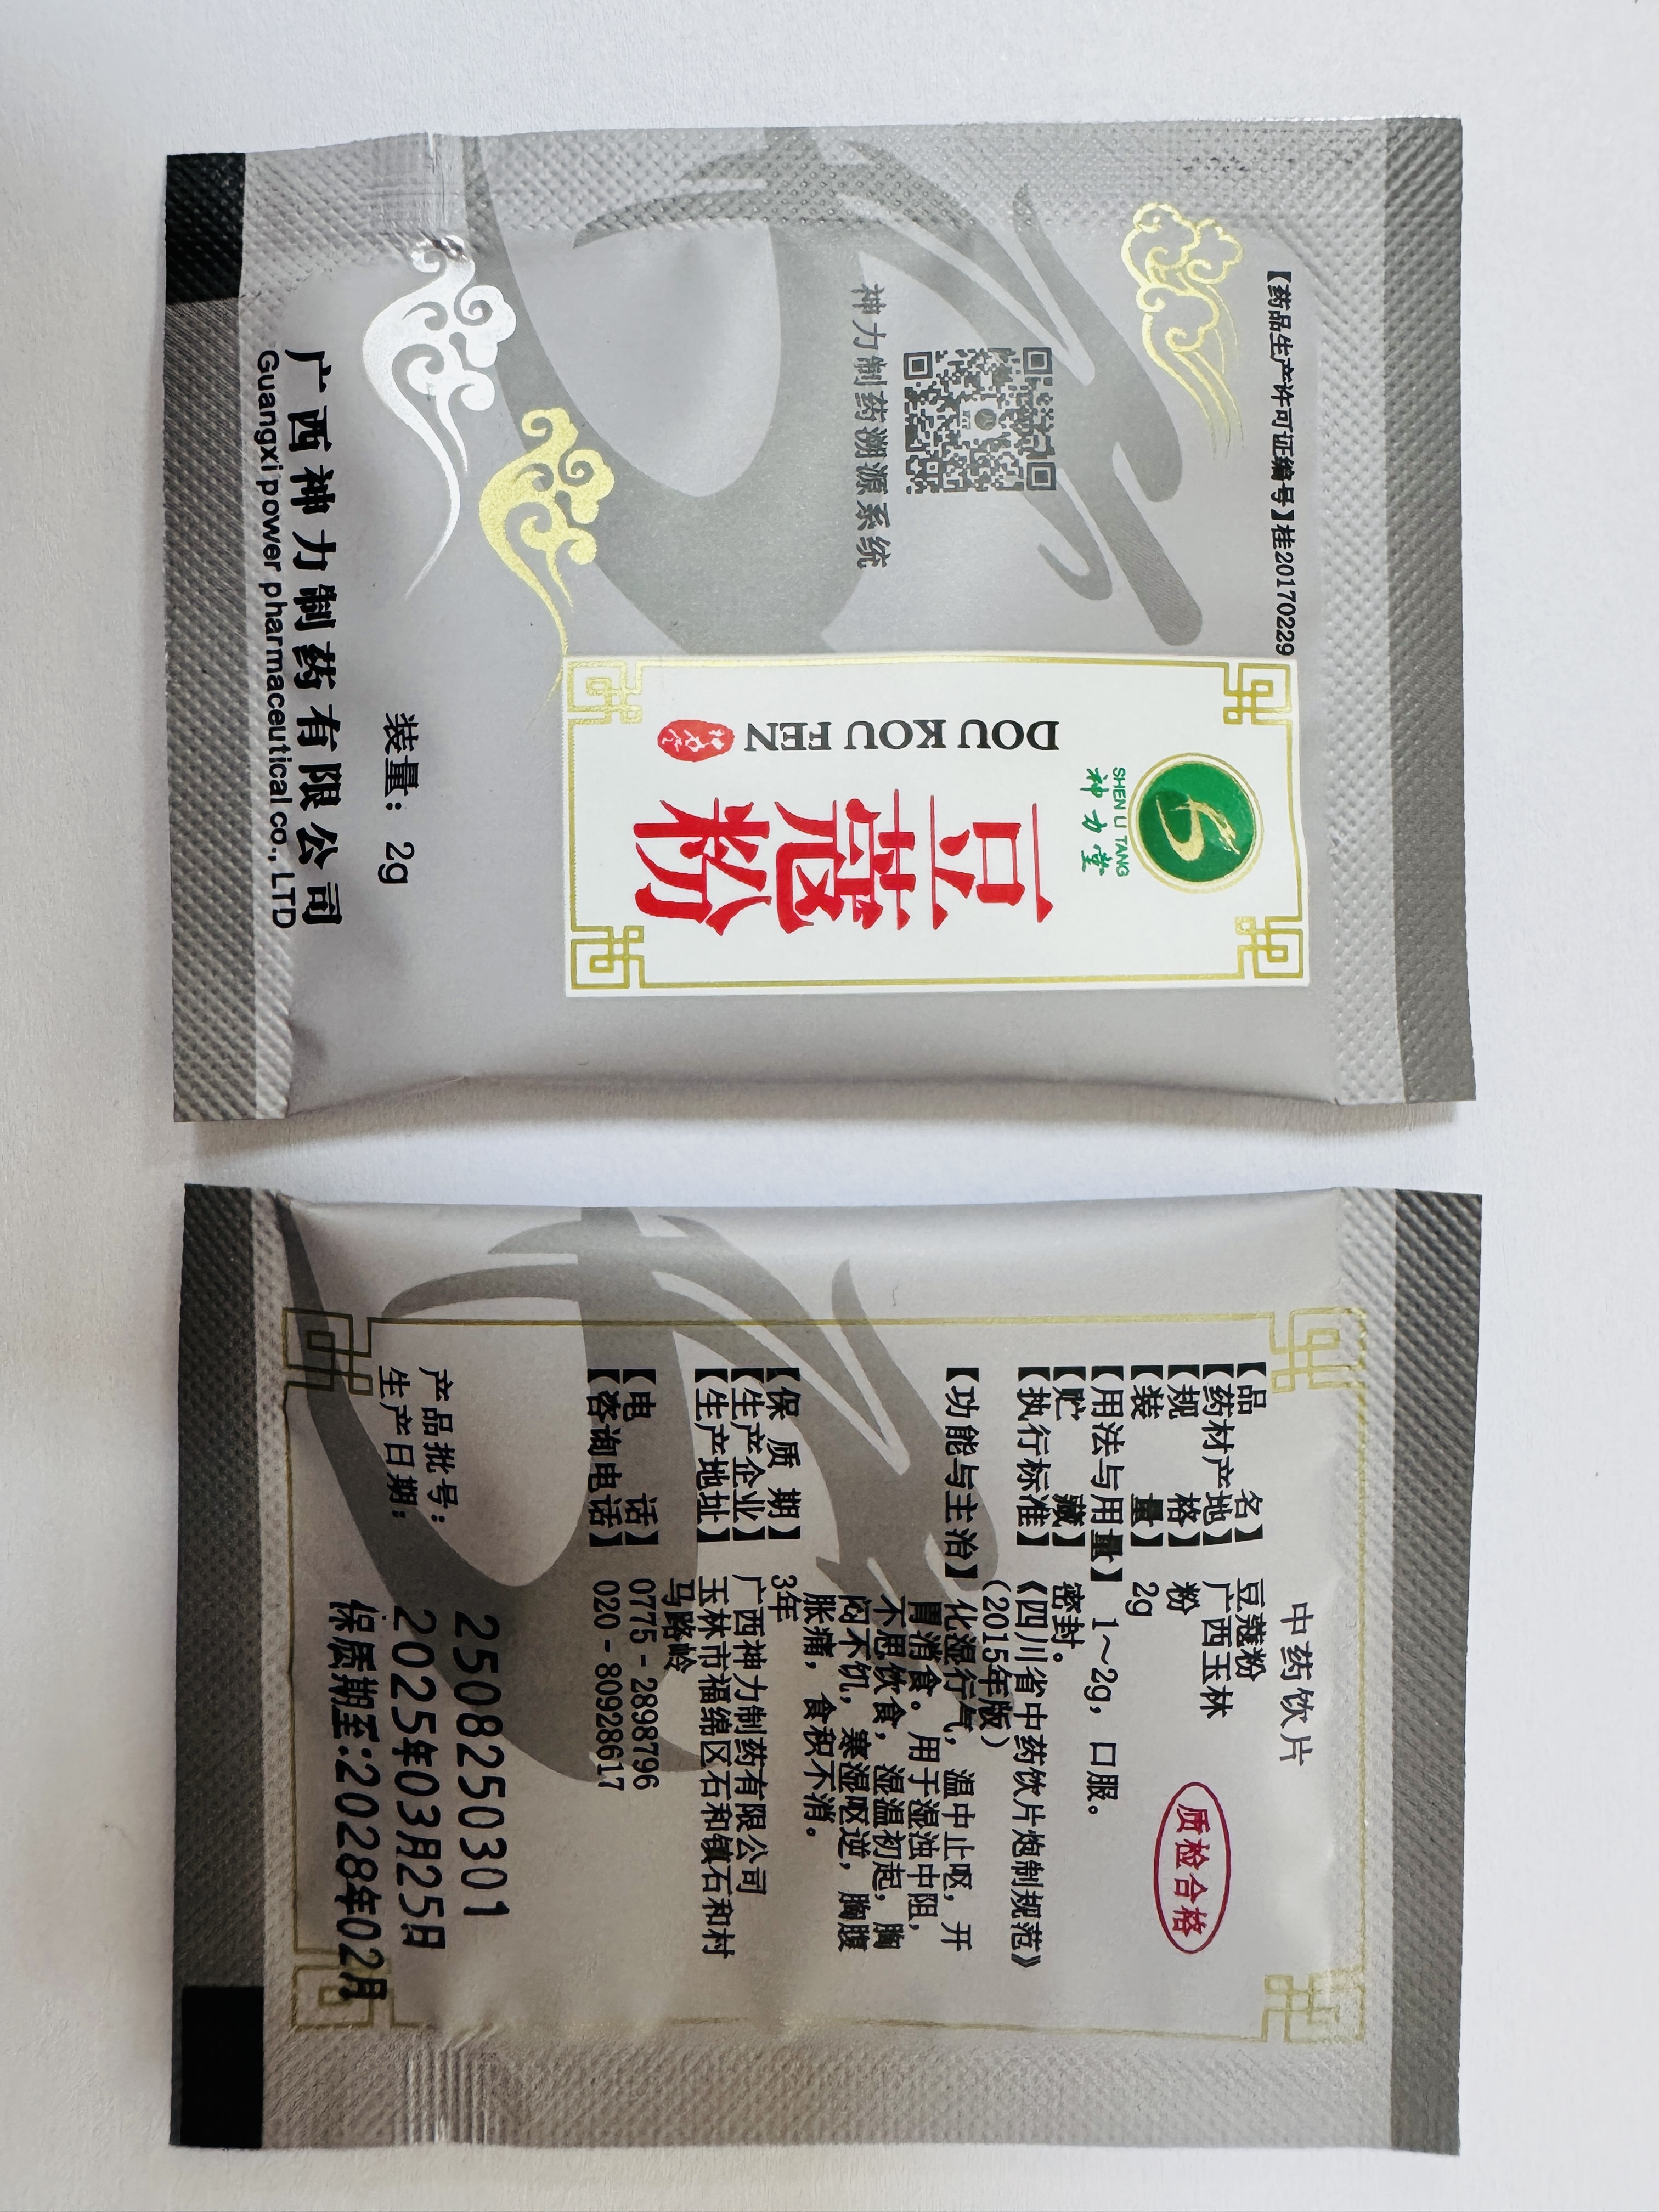 【药品生产许可证编号】桂20170229
SHEN LI TANG
神力堂
豆蔻粉
DOU KOU FEN
神力制药溯源系统
装量：2g
广西神力制药有限公司
Guangxi power pharmaceutical co., LTD
中药饮片
【品名】豆蔻粉
【药材产地】广西玉林
【规格】粉
【装量】2g
质检合格
【用法与用量】1～2g，口服。
【贮藏】密封。
【执行标准】《四川省中药饮片炮制规范》
（2015年版）
【功能与主治】化湿行气，温中止呕，开
胃消食。用于湿浊中阻，
不思饮食，湿温初起，胸
闷不饥，寒湿呕逆，胸腹
胀痛，食积不消。
【保质期】3年
【生产企业】广西神力制药有限公司
【生产地址】玉林市福绵区石和镇石和村
马路岭
【电话】0775-2898796
【咨询电话】020-80928617
产品批号：2508250301
生产日期：2025年03月25日
保质期至:2028年02月